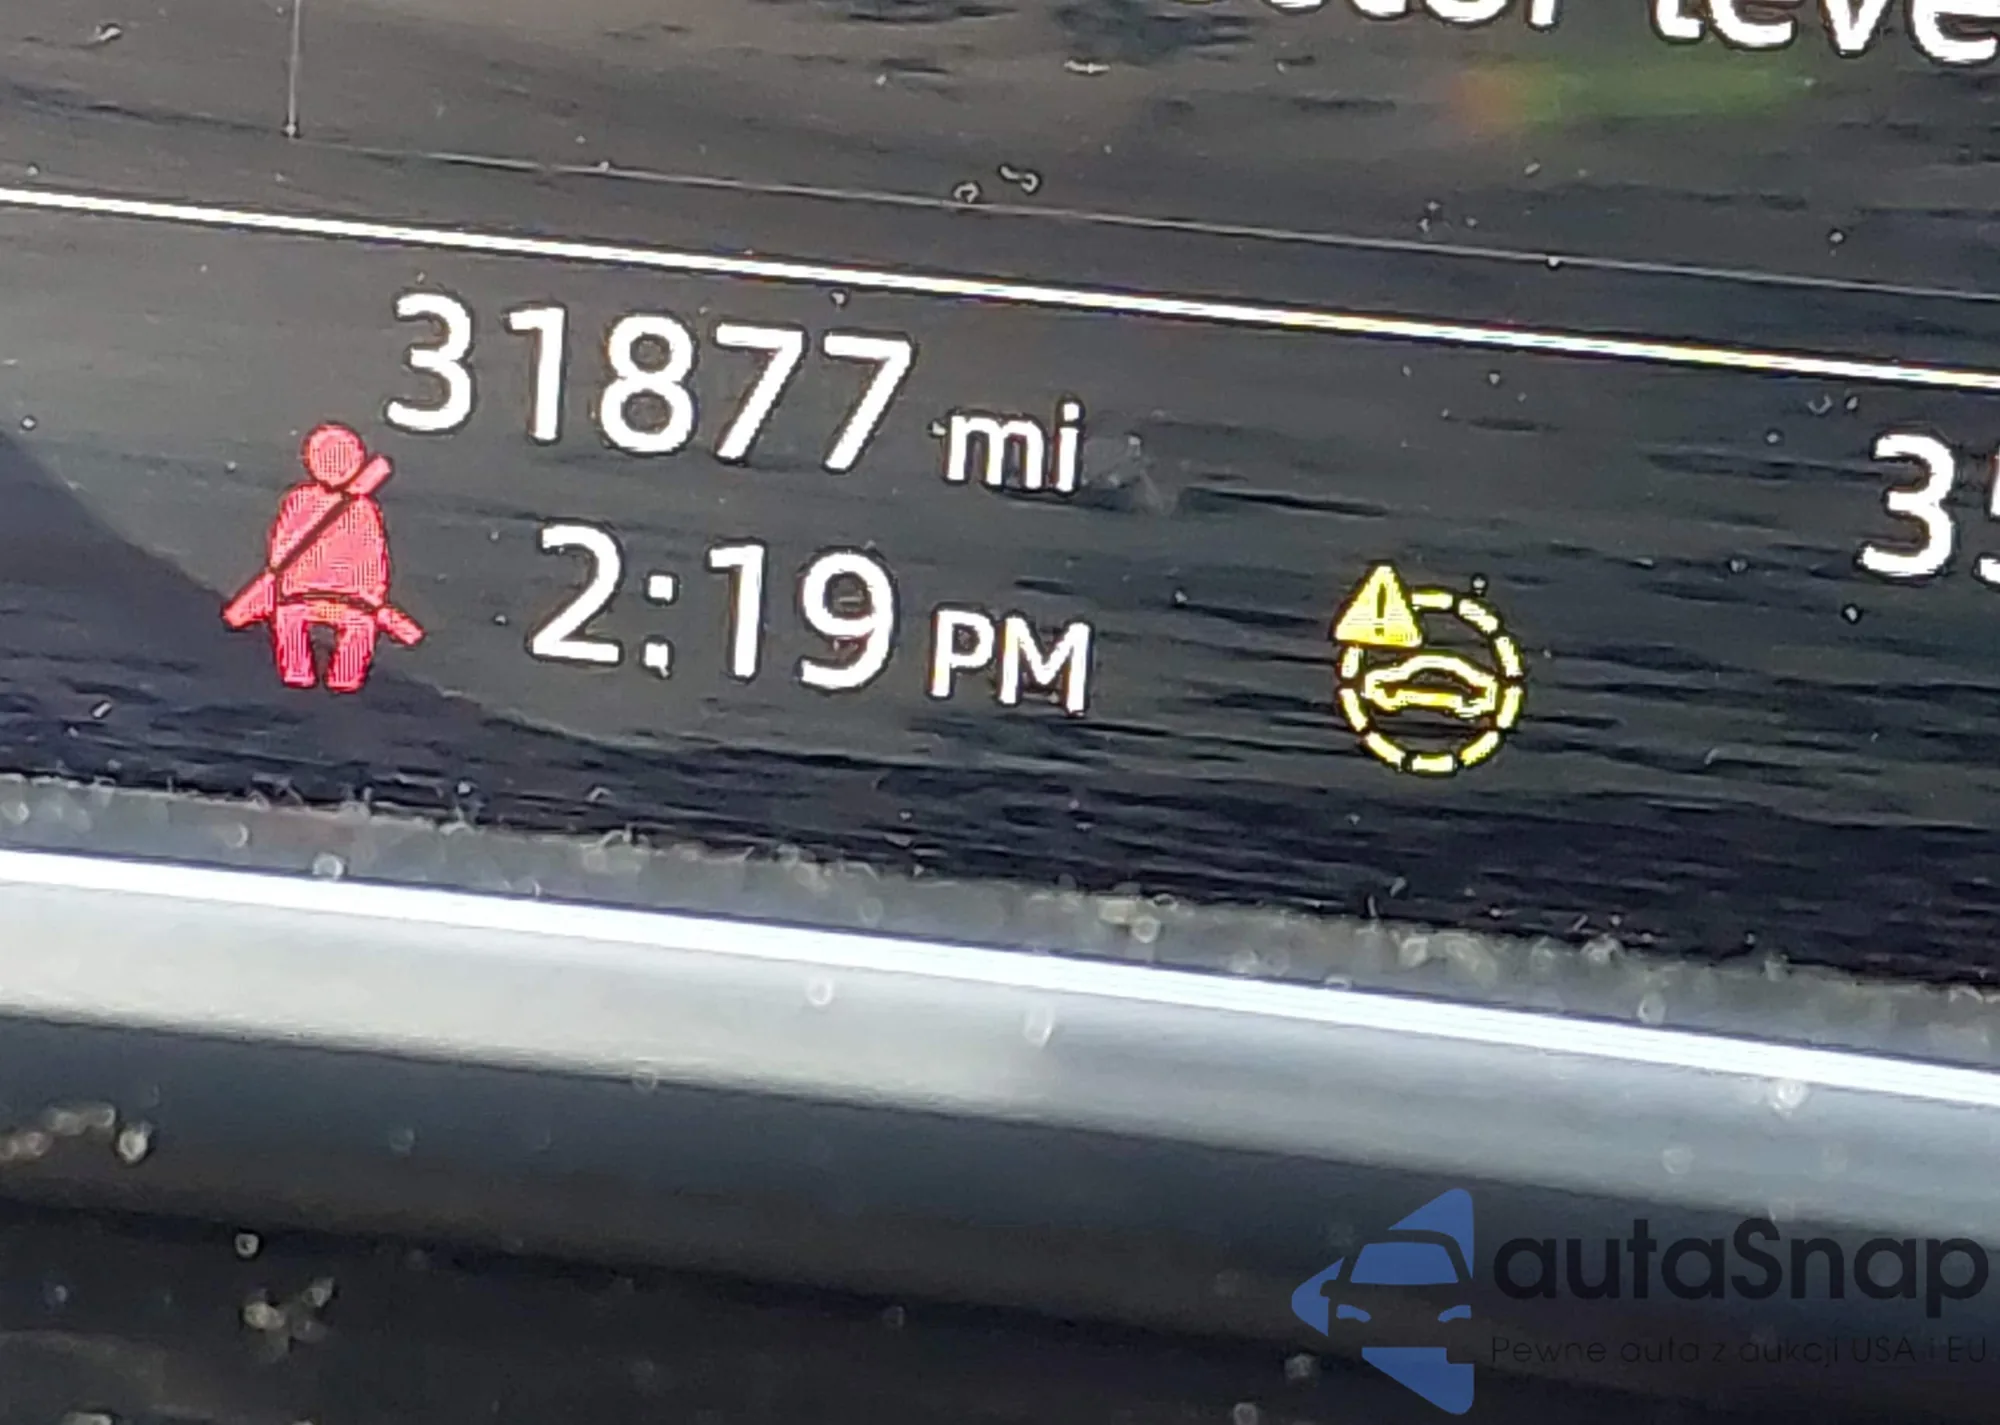 31877 mi
2:19 PM
autaSnap
Pewne auta z aukcji USA i EU